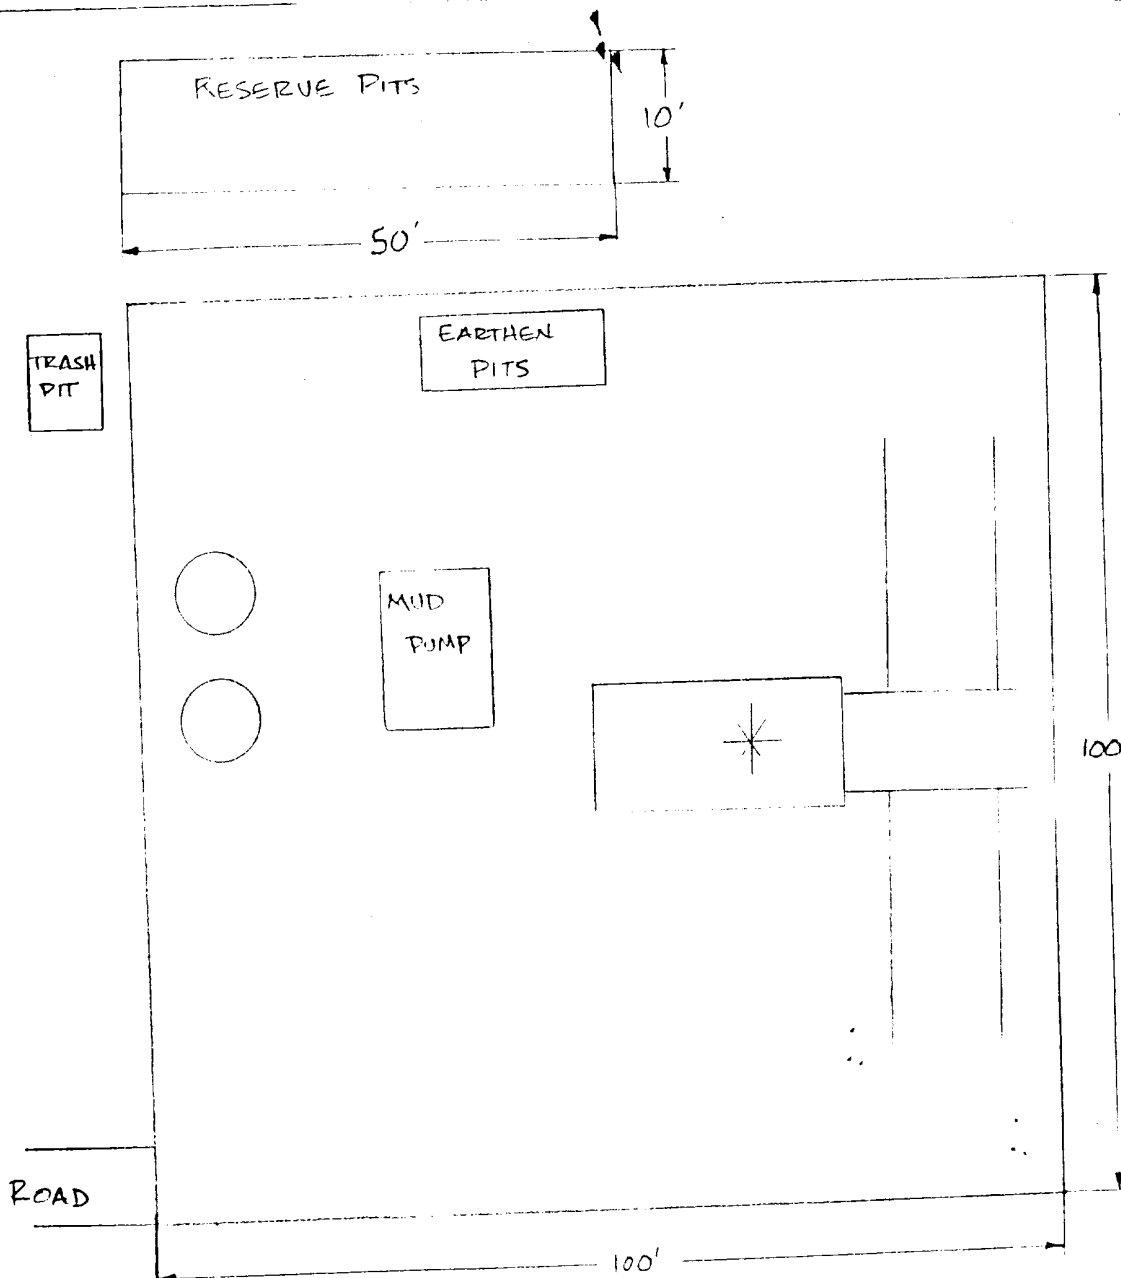 RESERVE PITS
10'
50'
EARTHEN
PITS
TRASH
PIT
MUD
PUMP
100
ROAD
100'